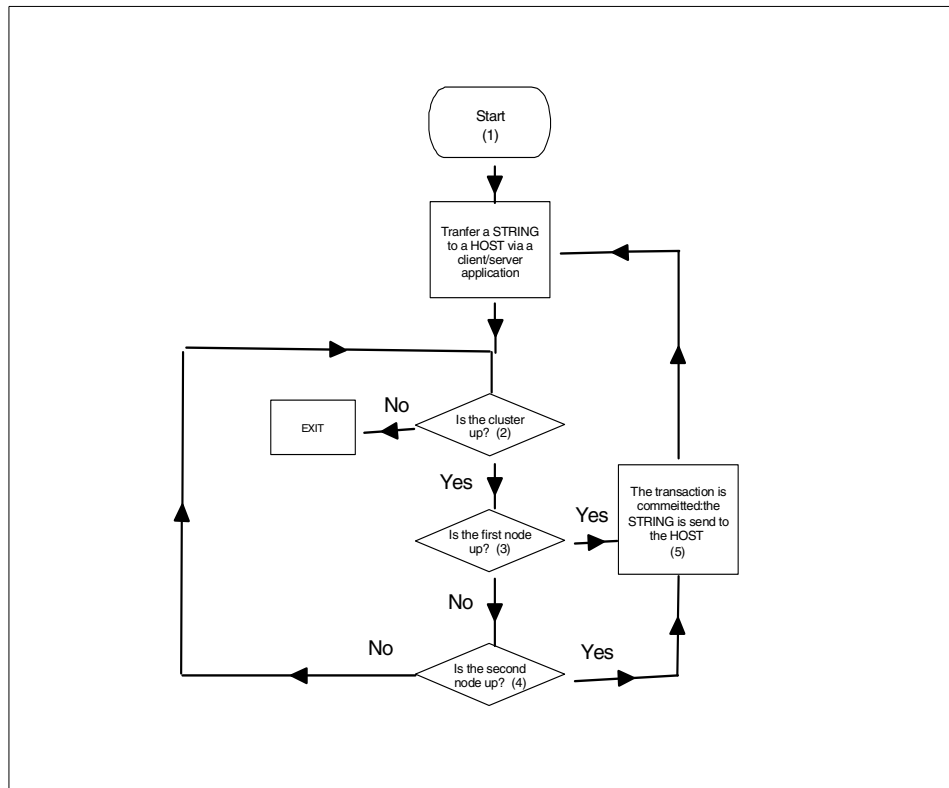 Start
(1)
Tranfer a STRING
to a HOST via a
client/server
application
No
Is the cluster
up? (2)
EXIT
Yes
The transaction is
committed:the
STRING is send to
the HOST
(5)
Is the first node
up? (3)
Yes
No
No
Is the second
node up? (4)
Yes